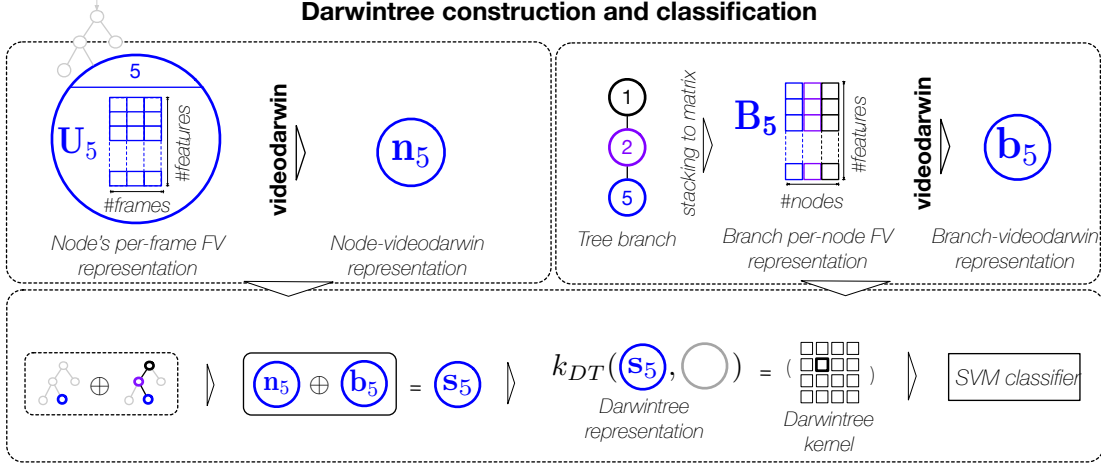 Darwintree construction and classification
5
U5
#features
#frames
videodarwin
n5
Node's per-frame FV
representation
Node-videodarwin
representation
1
2
5
Tree branch
stacking to matrix
B5
#features
#nodes
Branch per-node FV
representation
videodarwin
b5
Branch-videodarwin
representation
⊕
n5 ⊕ b5 = s5
kDT(s5, ) = ( )
Darwintree
representation
Darwintree
kernel
SVM classifier